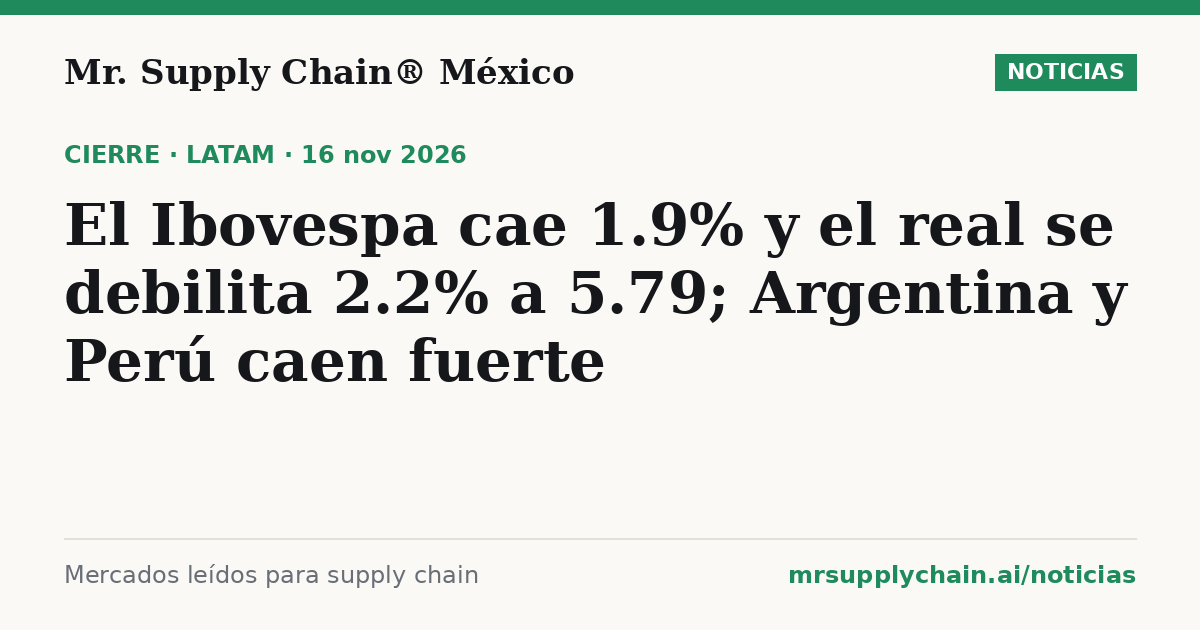 Mr. Supply Chain® México
NOTICIAS
CIERRE · LATAM · 16 nov 2026
El Ibovespa cae 1.9% y el real se
debilita 2.2% a 5.79; Argentina y
Perú caen fuerte
Mercados leídos para supply chain
mrsupplychain.ai/noticias